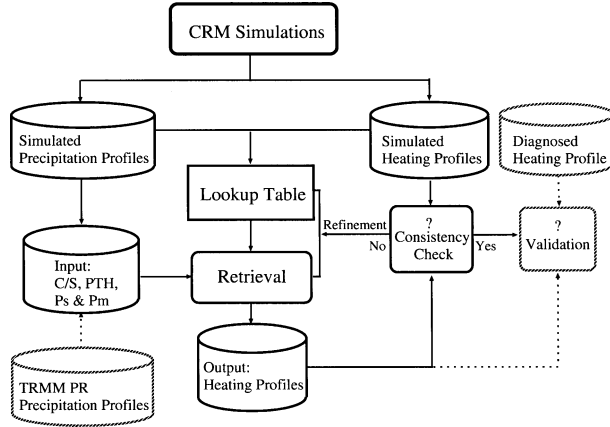 CRM Simulations
Simulated
Precipitation Profiles
Simulated
Heating Profiles
Diagnosed
Heating Profile
Lookup Table
Refinement
No
?
Consistency
Check
Yes
?
Validation
Input:
C/S, PTH,
Ps & Pm
Retrieval
Output:
Heating Profiles
TRMM PR
Precipitation Profiles